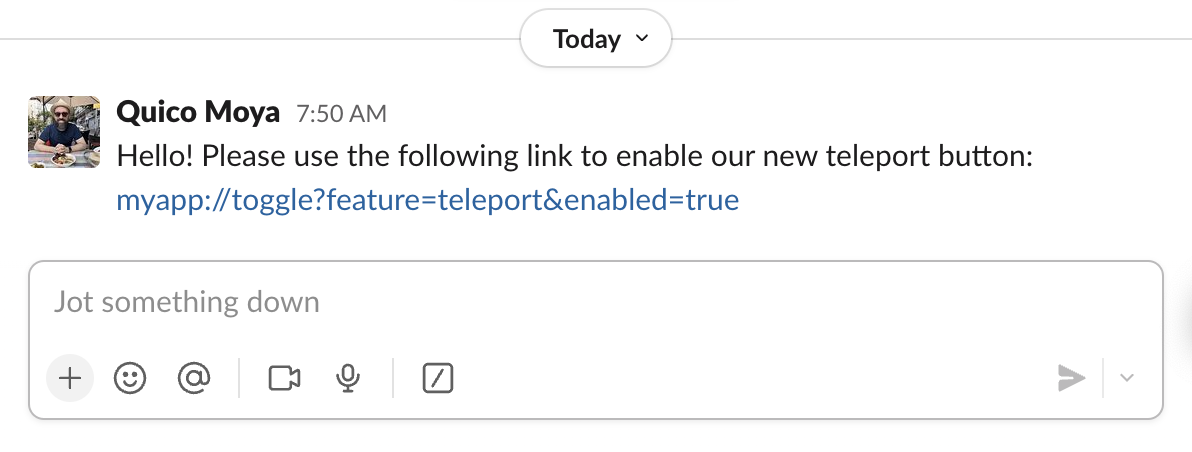 Today
Quico Moya 7:50 AM
Hello! Please use the following link to enable our new teleport button:
myapp://toggle?feature=teleport&enabled=true
Jot something down